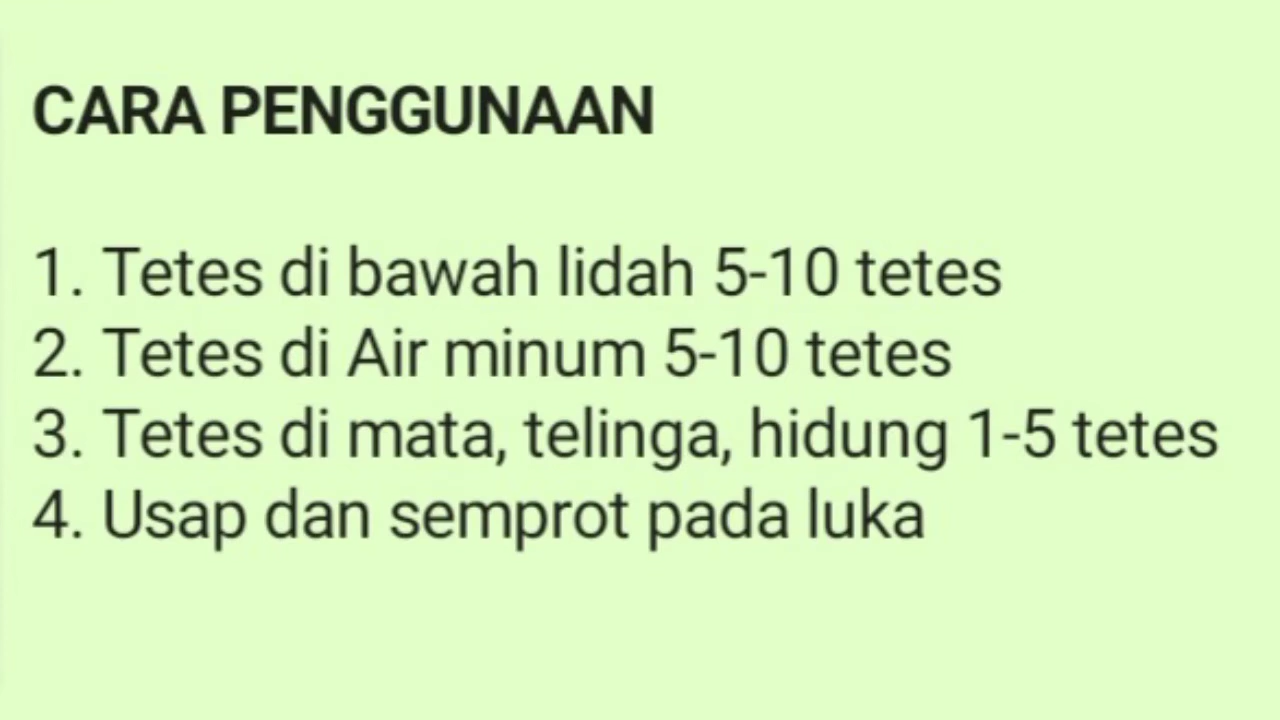 CARA PENGGUNAAN
1. Tetes di bawah lidah 5-10 tetes
2. Tetes di Air minum 5-10 tetes
3. Tetes di mata, telinga, hidung 1-5 tetes
4. Usap dan semprot pada luka